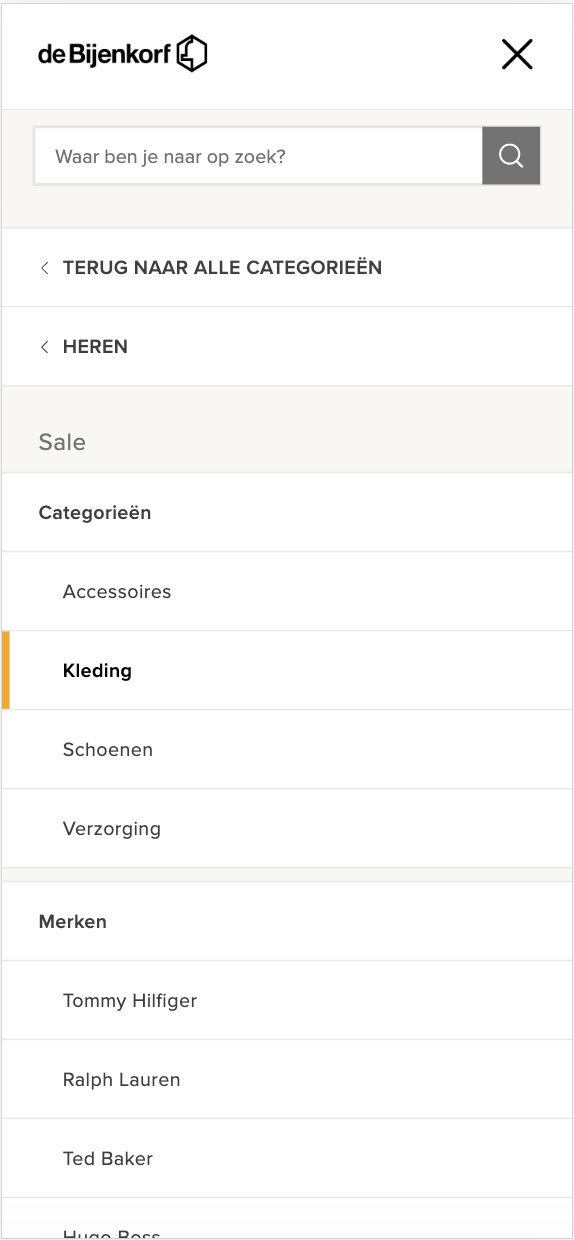 de Bijenkorf
Waar ben je naar op zoek?
TERUG NAAR ALLE CATEGORIEËN
HEREN
Sale
Categorieën
Accessoires
Kleding
Schoenen
Verzorging
Merken
Tommy Hilfiger
Ralph Lauren
Ted Baker
Hugo Boss